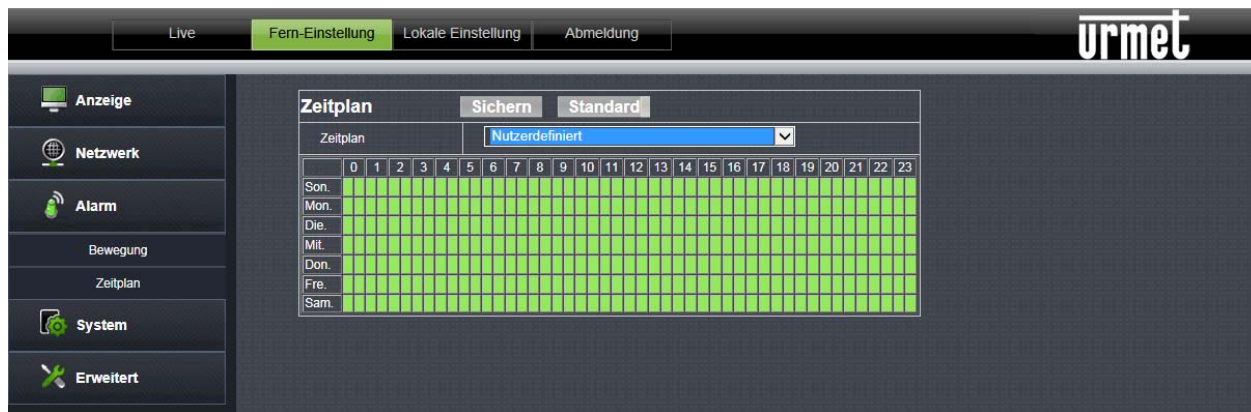 Live Fern-Einstellung Lokale Einstellung Abmeldung
urmet
Anzeige
Netzwerk
Alarm
Bewegung
Zeitplan
System
Erweitert
Zeitplan Sichern Standard
Zeitplan Nutzerdefiniert
0 1 2 3 4 5 6 7 8 9 10 11 12 13 14 15 16 17 18 19 20 21 22 23
Son.
Mon.
Die.
Mit.
Don.
Fre.
Sam.